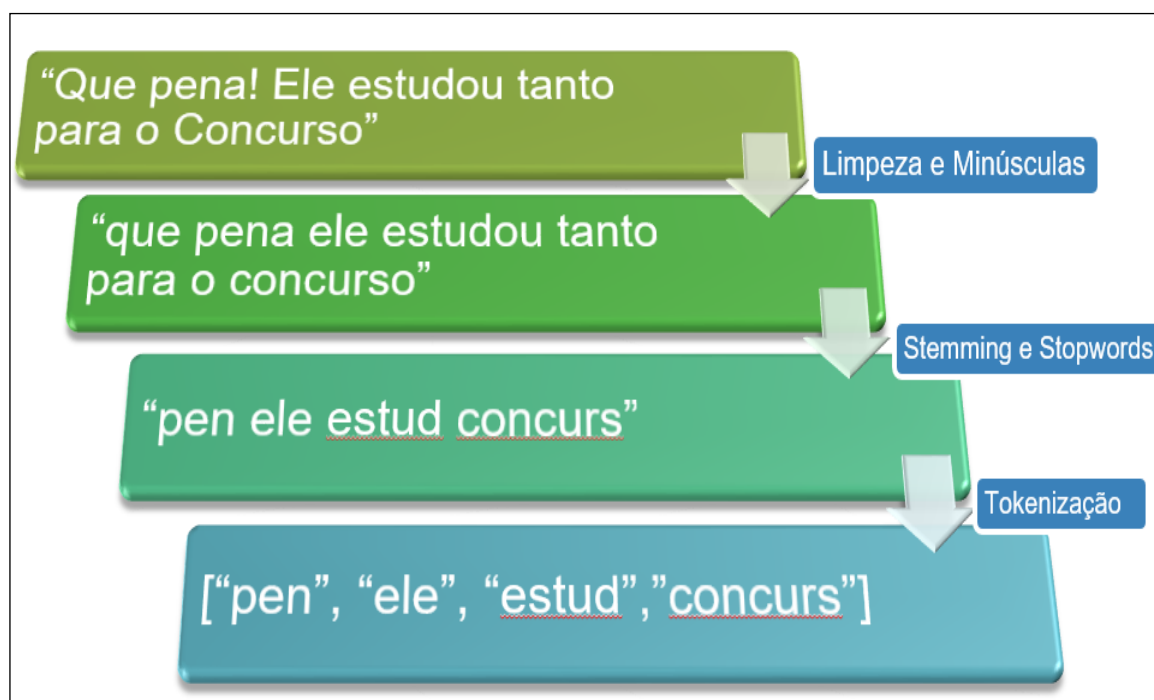 “Que pena! Ele estudou tanto
para o Concurso”
Limpeza e Minúsculas
“que pena ele estudou tanto
para o concurso”
Stemming e Stopwords
“pen ele estud concurs”
Tokenização
[“pen”, “ele”, “estud”,”concurs”]